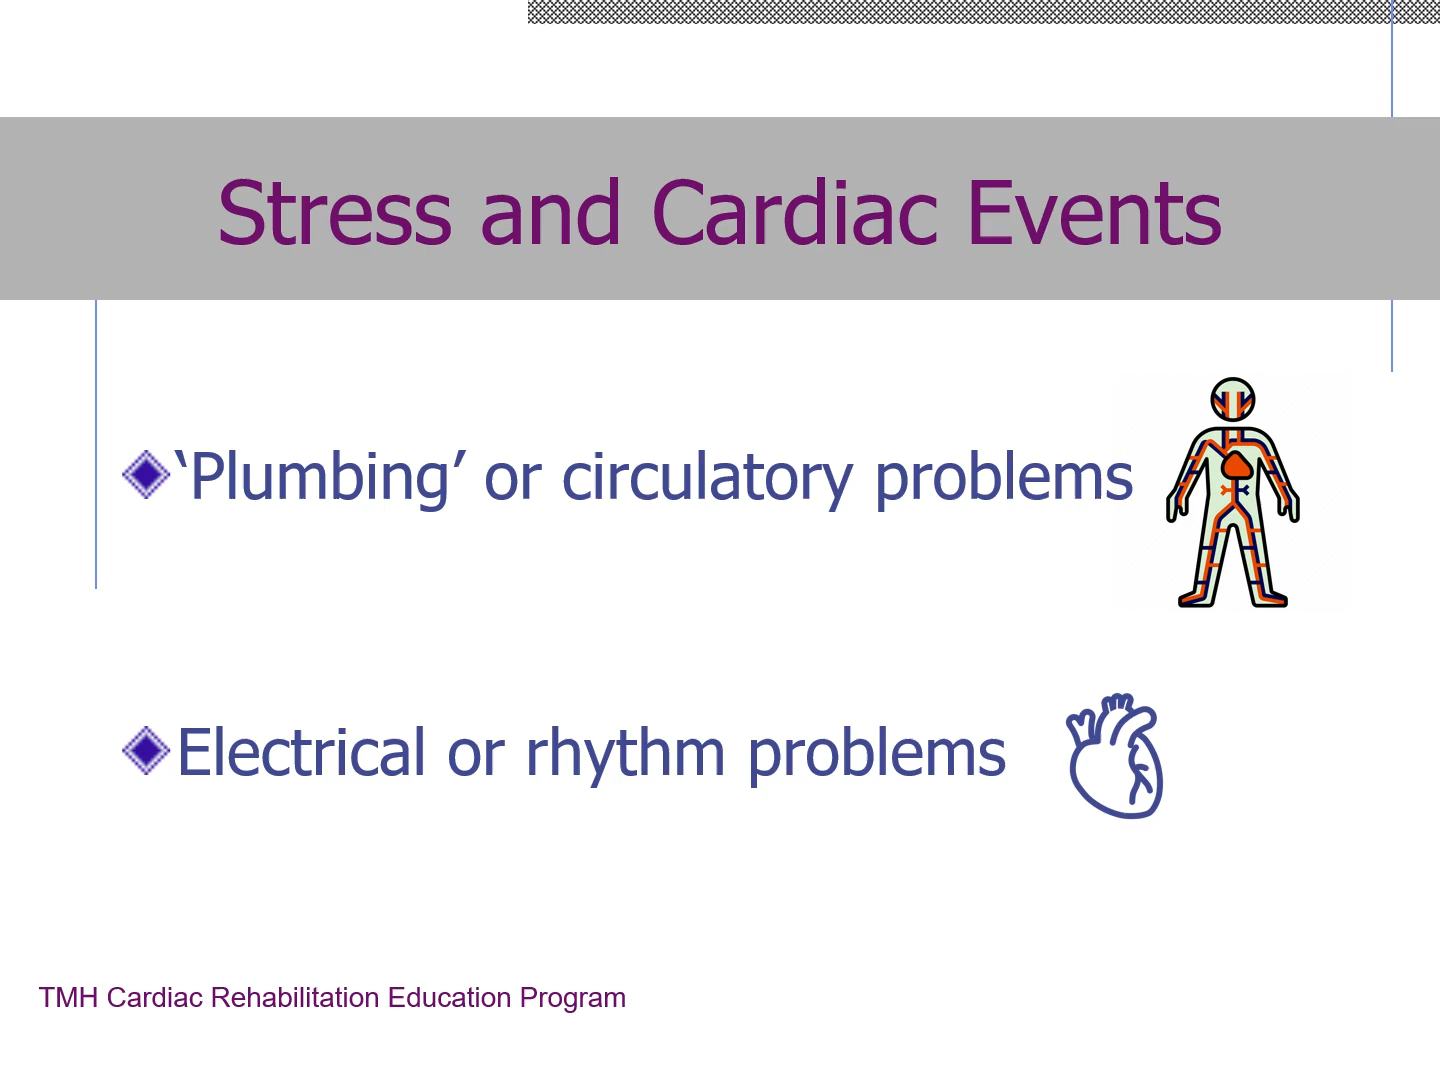 Stress and Cardiac Events
‘Plumbing’ or circulatory problems
Electrical or rhythm problems
TMH Cardiac Rehabilitation Education Program